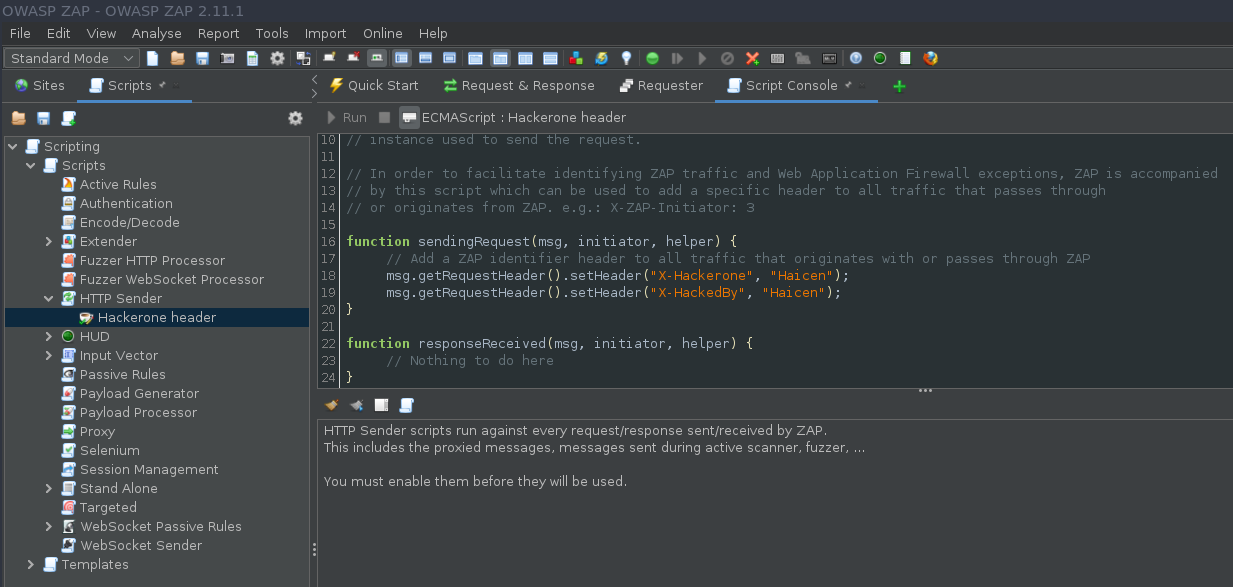 OWASP ZAP - OWASP ZAP 2.11.1
File Edit View Analyse Report Tools Import Online Help
Standard Mode
Sites Scripts
Quick Start Request & Response Requester Script Console
Run ECMAScript : Hackerone header
Scripting
Scripts
Active Rules
Authentication
Encode/Decode
Extender
Fuzzer HTTP Processor
Fuzzer WebSocket Processor
HTTP Sender
Hackerone header
HUD
Input Vector
Passive Rules
Payload Generator
Payload Processor
Proxy
Selenium
Session Management
Stand Alone
Targeted
WebSocket Passive Rules
WebSocket Sender
Templates
10 // instance used to send the request.
11
12 // In order to facilitate identifying ZAP traffic and Web Application Firewall exceptions, ZAP is accompanied
13 // by this script which can be used to add a specific header to all traffic that passes through
14 // or originates from ZAP. e.g.: X-ZAP-Initiator: 3
15
16 function sendingRequest(msg, initiator, helper) {
17 // Add a ZAP identifier header to all traffic that originates with or passes through ZAP
18 msg.getRequestHeader().setHeader("X-Hackerone", "Haicen");
19 msg.getRequestHeader().setHeader("X-HackedBy", "Haicen");
20 }
21
22 function responseReceived(msg, initiator, helper) {
23 // Nothing to do here
24 }
HTTP Sender scripts run against every request/response sent/received by ZAP.
This includes the proxied messages, messages sent during active scanner, fuzzer, ...
You must enable them before they will be used.